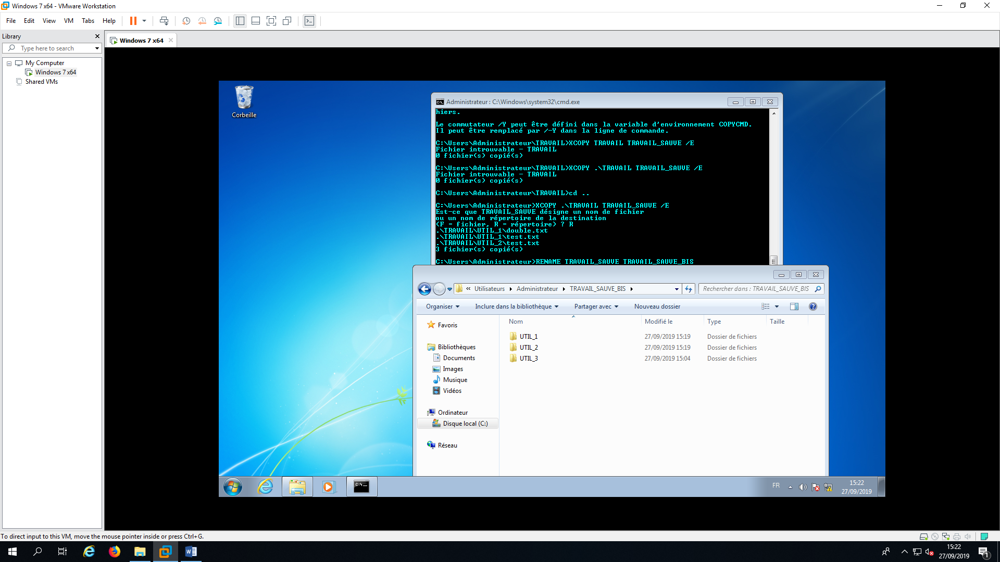 Windows 7 x64 - VMware Workstation
File Edit View VM Tabs Help
Library
Type here to search
My Computer
Windows 7 x64
Shared VMs
Windows 7 x64
Corbeille
Administrateur : C:\Windows\system32\cmd.exe
hiers.
Le commutateur /Y peut être défini dans la variable d'environnement COPYCMD.
Il peut être remplacé par /-Y dans la ligne de commande.
C:\Users\Administrateur\TRAVAIL>XCOPY TRAVAIL TRAVAIL_SAUVE /E
Fichier introuvable - TRAVAIL
0 fichier(s) copié(s)
C:\Users\Administrateur\TRAVAIL>XCOPY .\TRAVAIL TRAVAIL_SAUVE /E
Fichier introuvable - TRAVAIL
0 fichier(s) copié(s)
C:\Users\Administrateur\TRAVAIL>cd ..
C:\Users\Administrateur>XCOPY .\TRAVAIL TRAVAIL_SAUVE /E
Est-ce que TRAVAIL_SAUVE désigne un nom de fichier
ou un nom de répertoire de la destination
(F = fichier, R = répertoire) ? R
.\TRAVAIL\UTIL_1\double.txt
.\TRAVAIL\UTIL_1\test.txt
.\TRAVAIL\UTIL_2\test.txt
3 fichier(s) copié(s)
C:\Users\Administrateur>RENAME TRAVAIL_SAUVE TRAVAIL_SAUVE_BIS
« Utilisateurs Administrateur TRAVAIL_SAUVE_BIS
Rechercher dans : TRAVAIL_SAUVE_BIS
Organiser Inclure dans la bibliothèque Partager avec Nouveau dossier
Nom Modifié le Type Taille
UTIL_1 27/09/2019 15:19 Dossier de fichiers
UTIL_2 27/09/2019 15:19 Dossier de fichiers
UTIL_3 27/09/2019 15:04 Dossier de fichiers
Favoris
Bibliothèques
Documents
Images
Musique
Vidéos
Ordinateur
Disque local (C:)
Réseau
FR
15:22
27/09/2019
To direct input to this VM, move the mouse pointer inside or press Ctrl+G.
15:22
27/09/2019
1